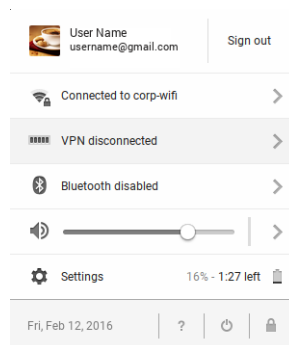 User Name
username@gmail.com
Sign out
Connected to corp-wifi
VPN disconnected
Bluetooth disabled
Settings
16% - 1:27 left
Fri, Feb 12, 2016
?